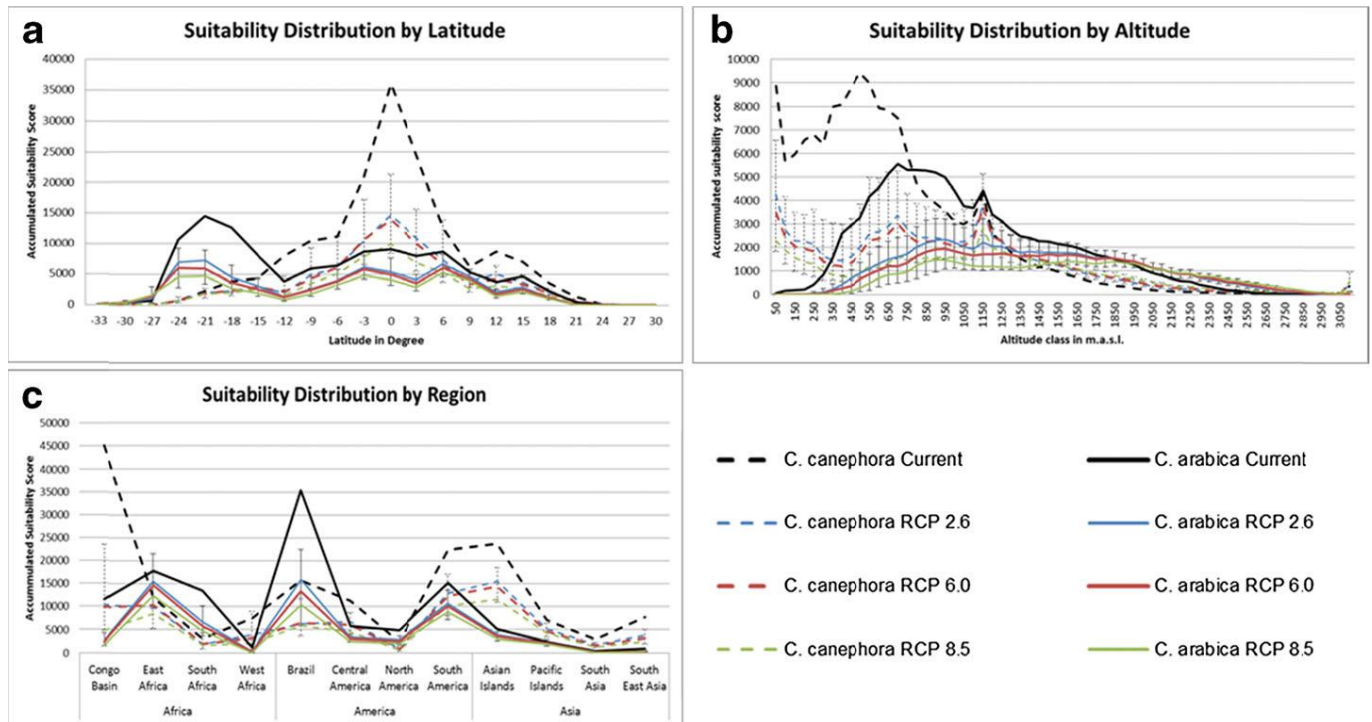 a
Suitability Distribution by Latitude
Accumulated Suitability Score
40000
35000
30000
25000
20000
15000
10000
5000
0
-33 -30 -27 -24 -21 -18 -15 -12 -9 -6 -3 0 3 6 9 12 15 18 21 24 27 30
Latitude in Degree
b
Suitability Distribution by Altitude
Accumulated suitability score
10000
9000
8000
7000
6000
5000
4000
3000
2000
1000
0
50 150 250 350 450 550 650 750 850 950 1050 1150 1250 1350 1450 1550 1650 1750 1850 1950 2050 2150 2250 2350 2450 2550 2650 2750 2850 2950 3050
Altitude class in m.a.s.l.
c
Suitability Distribution by Region
Accummulated Suitability Score
50000
45000
40000
35000
30000
25000
20000
15000
10000
5000
0
Congo Basin
East Africa
South Africa
West Africa
Brazil
Central America
North America
South America
Asian Islands
Pacific Islands
South Asia
South East Asia
Africa
America
Asia
C. canephora Current
C. arabica Current
C. canephora RCP 2.6
C. arabica RCP 2.6
C. canephora RCP 6.0
C. arabica RCP 6.0
C. canephora RCP 8.5
C. arabica RCP 8.5